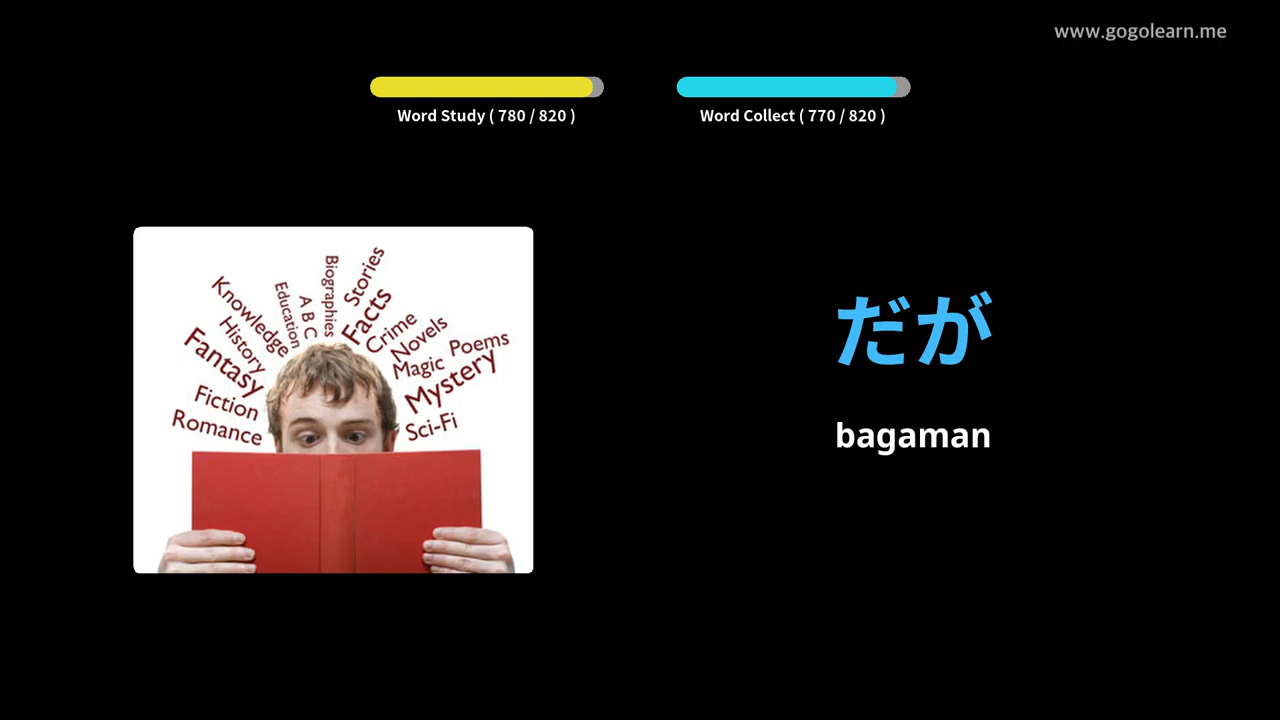 www.gogolearn.me
Word Study ( 780 / 820 )
Word Collect ( 770 / 820 )
Biographies
Stories
Education
A B C
Facts
Knowledge
Crime
History
Novels
Fantasy
Magic
Poems
Mystery
Fiction
Romance
Sci-Fi
だが
bagaman